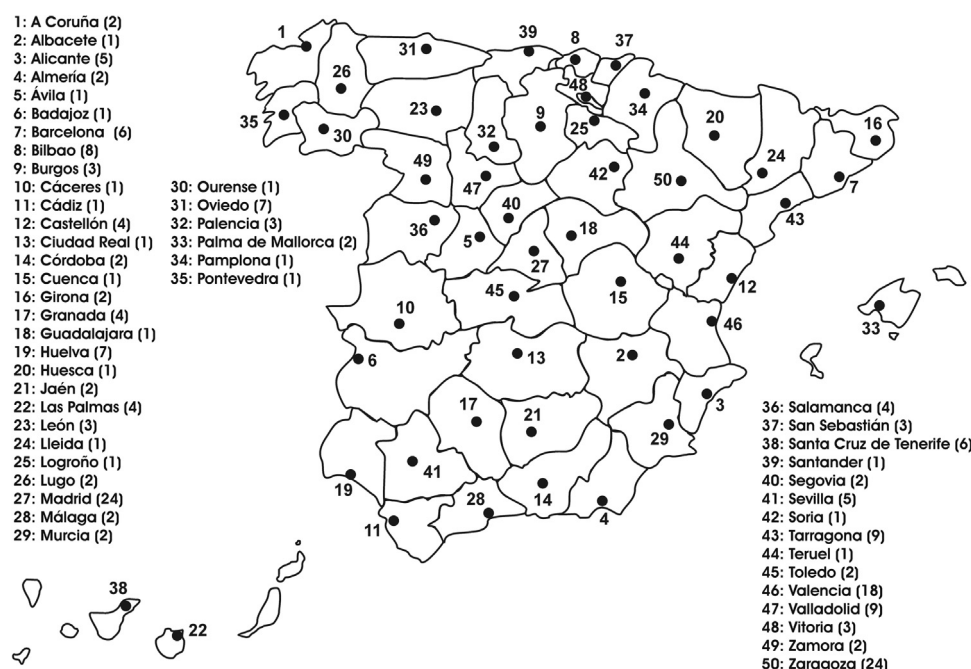 1: A Coruña (2)
2: Albacete (1)
3: Alicante (5)
4: Almería (2)
5: Ávila (1)
6: Badajoz (1)
7: Barcelona (6)
8: Bilbao (8)
9: Burgos (3)
10: Cáceres (1)
11: Cádiz (1)
12: Castellón (4)
13: Ciudad Real (1)
14: Córdoba (2)
15: Cuenca (1)
16: Girona (2)
17: Granada (4)
18: Guadalajara (1)
19: Huelva (7)
20: Huesca (1)
21: Jaén (2)
22: Las Palmas (4)
23: León (3)
24: Lleida (1)
25: Logroño (1)
26: Lugo (2)
27: Madrid (24)
28: Málaga (2)
29: Murcia (2)
30: Ourense (1)
31: Oviedo (7)
32: Palencia (3)
33: Palma de Mallorca (2)
34: Pamplona (1)
35: Pontevedra (1)
36: Salamanca (4)
37: San Sebastián (3)
38: Santa Cruz de Tenerife (6)
39: Santander (1)
40: Segovia (2)
41: Sevilla (5)
42: Soria (1)
43: Tarragona (9)
44: Teruel (1)
45: Toledo (2)
46: Valencia (18)
47: Valladolid (9)
48: Vitoria (3)
49: Zamora (2)
50: Zaragoza (24)
1
31
39
8
37
26
48
23
9
34
35
30
32
25
20
16
49
47
42
50
24
7
36
40
5
18
43
27
44
45
15
12
10
46
33
6
13
2
3
17
21
29
41
19
28
14
4
11
38
22